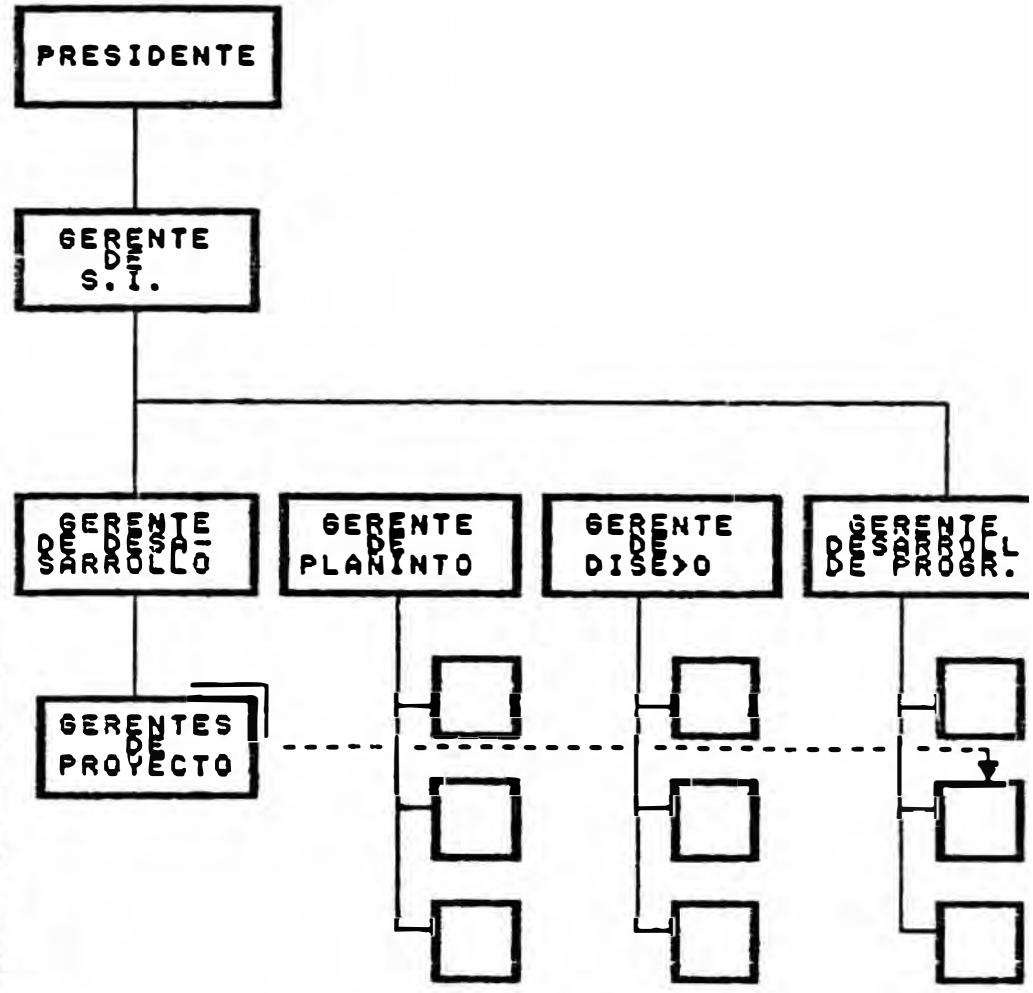 PRESIDENTE
GERENTE
DE
S.I.
GERENTE
DE DESA-
SARROLLO
GERENTE
DE
PLANINTO
GERENTE
DE
DISE>O
GERENTE
DESARROL
DE PROGR.
GERENTES
DE
PROYECTO